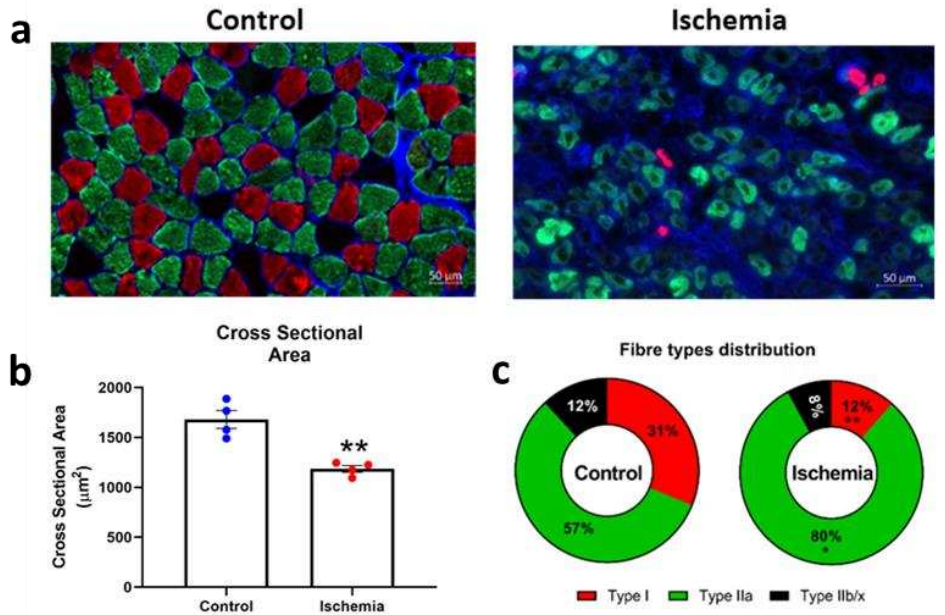 a
Control
Ischemia
50 μm
50 μm
b
Cross Sectional
Area
Cross Sectional Area
(μm²)
2000
1500
1000
500
0
**
Control
Ischemia
c
Fibre types distribution
12%
31%
57%
Control
8%
12%
**
80%
*
Ischemia
Type I
Type IIa
Type IIb/x